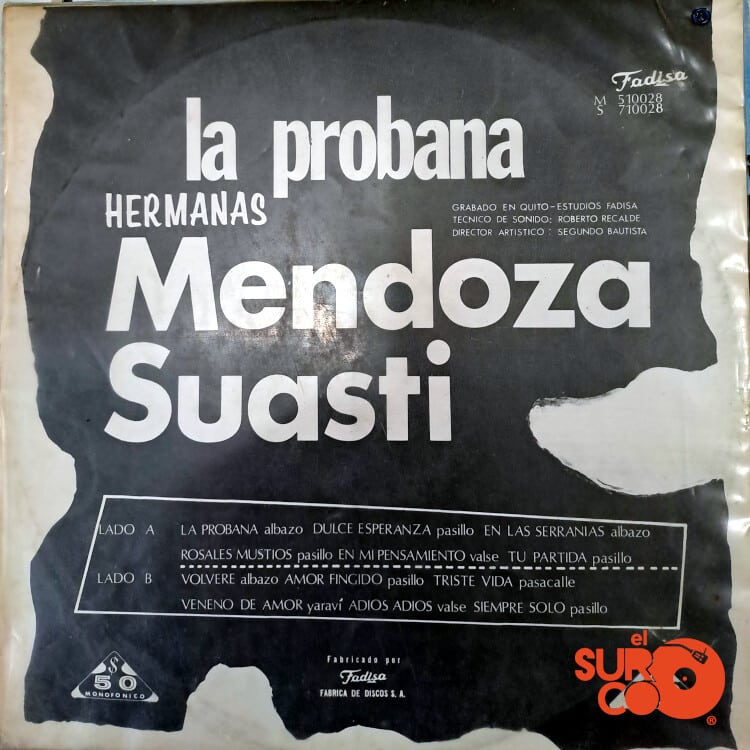 Fadisa
M 510028
S 710028
la probana
HERMANAS
GRABADO EN QUITO-ESTUDIOS FADISA
TECNICO DE SONIDO: ROBERTO RECALDE
DIRECTOR ARTISTICO: SEGUNDO BAUTISTA
Mendoza
Suasti
LADO A LA PROBANA albazo DULCE ESPERANZA pasillo EN LAS SERRANIAS albazo
ROSALES MUSTIOS pasillo EN MI PENSAMIENTO valse TU PARTIDA pasillo
LADO B VOLVERE albazo AMOR FINGIDO pasillo TRISTE VIDA pasacalle
VENENO DE AMOR yaraví ADIOS ADIOS valse SIEMPRE SOLO pasillo
S
50
MONOFONICO
Fabricado por
Fadisa
FABRICA DE DISCOS S.A.
el
SUR
CO
®